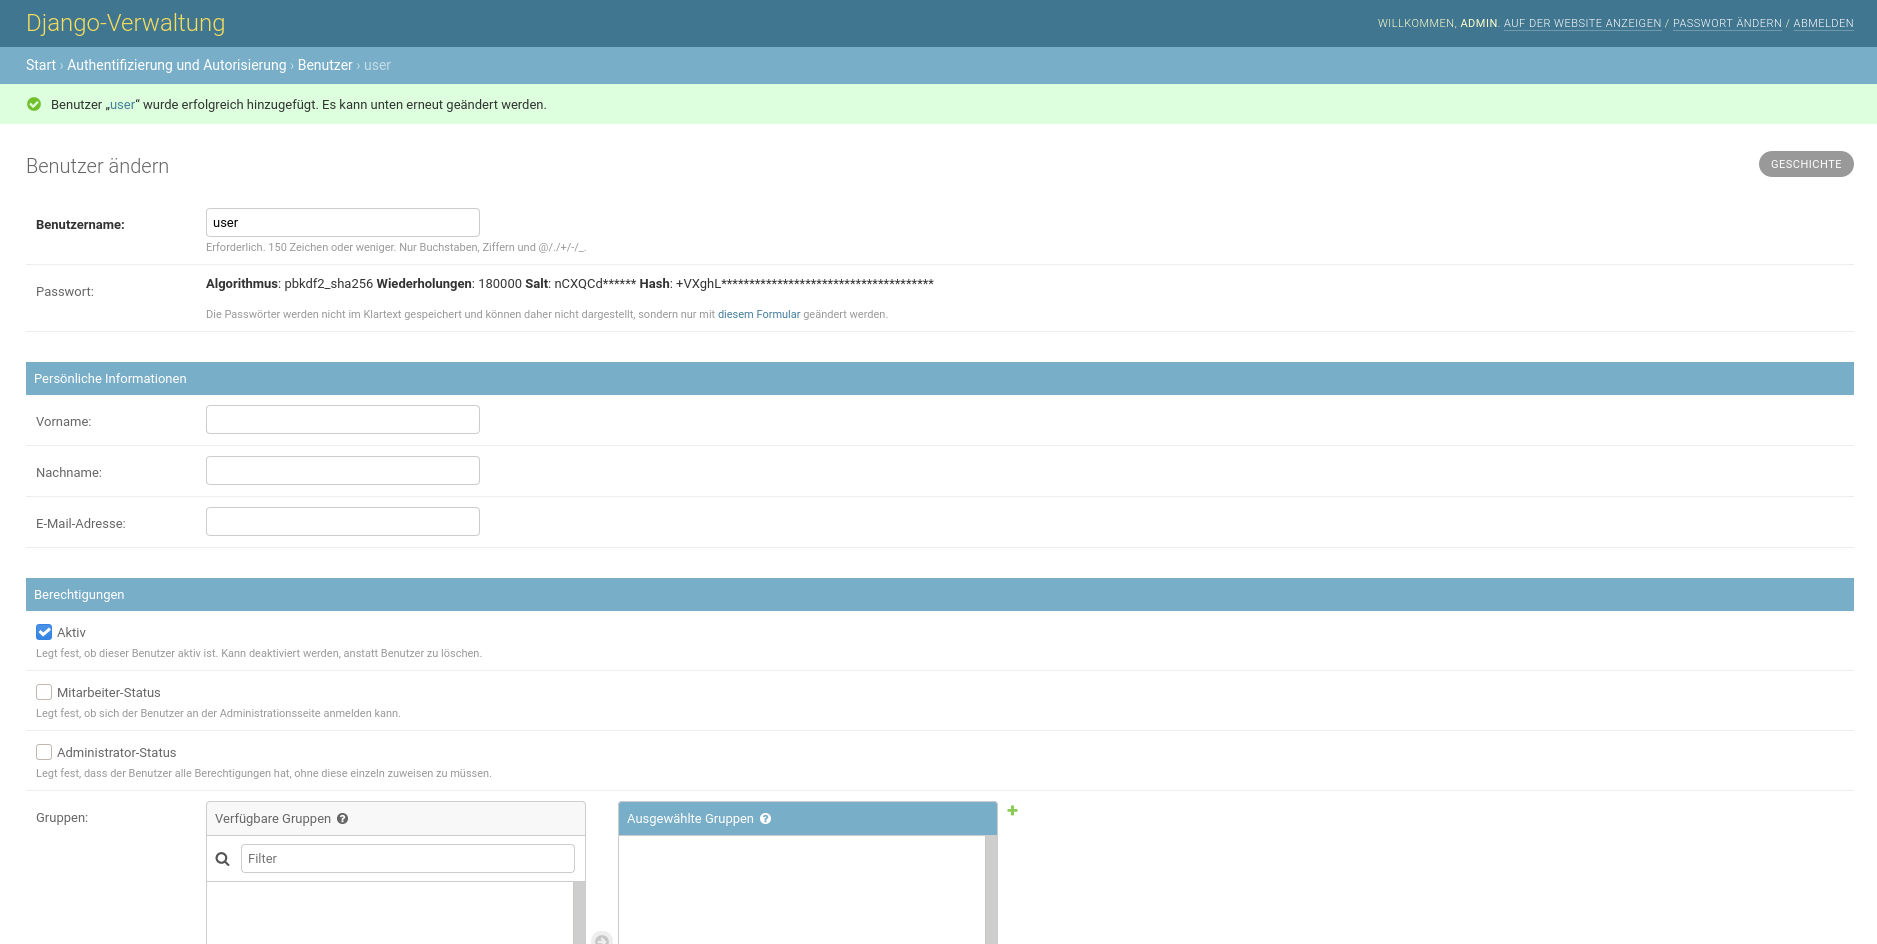 Django-Verwaltung
WILLKOMMEN, ADMIN. AUF DER WEBSITE ANZEIGEN / PASSWORT ÄNDERN / ABMELDEN
Start › Authentifizierung und Autorisierung › Benutzer › user
Benutzer „user“ wurde erfolgreich hinzugefügt. Es kann unten erneut geändert werden.
Benutzer ändern
GESCHICHTE
Benutzername:
user
Erforderlich. 150 Zeichen oder weniger. Nur Buchstaben, Ziffern und @/./+/-/_.
Passwort:
Algorithmus: pbkdf2_sha256 Wiederholungen: 180000 Salt: nCXQCd****** Hash: +VXghL**************************************
Die Passwörter werden nicht im Klartext gespeichert und können daher nicht dargestellt, sondern nur mit diesem Formular geändert werden.
Persönliche Informationen
Vorname:
Nachname:
E-Mail-Adresse:
Berechtigungen
Aktiv
Legt fest, ob dieser Benutzer aktiv ist. Kann deaktiviert werden, anstatt Benutzer zu löschen.
Mitarbeiter-Status
Legt fest, ob sich der Benutzer an der Administrationsseite anmelden kann.
Administrator-Status
Legt fest, dass der Benutzer alle Berechtigungen hat, ohne diese einzeln zuweisen zu müssen.
Gruppen:
Verfügbare Gruppen
Ausgewählte Gruppen
Filter